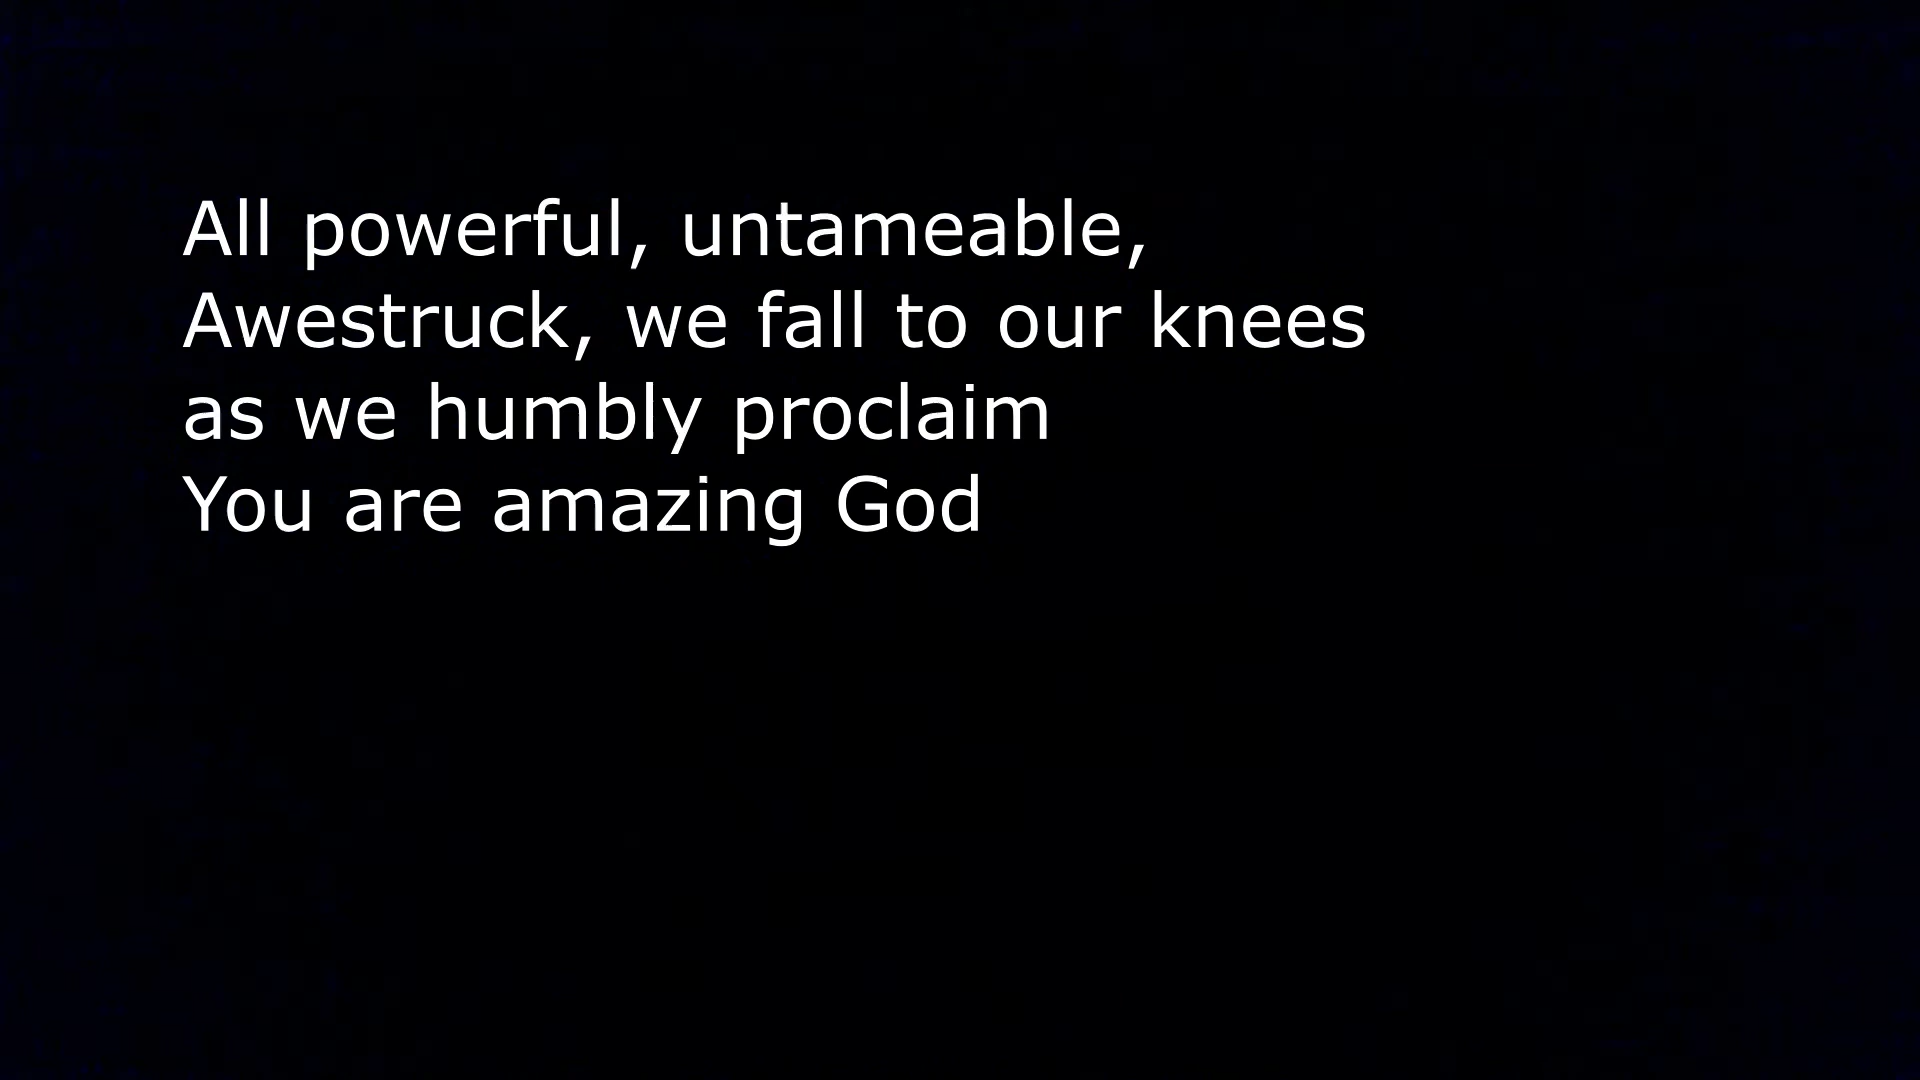 All powerful, untameable,
Awestruck, we fall to our knees
as we humbly proclaim
You are amazing God